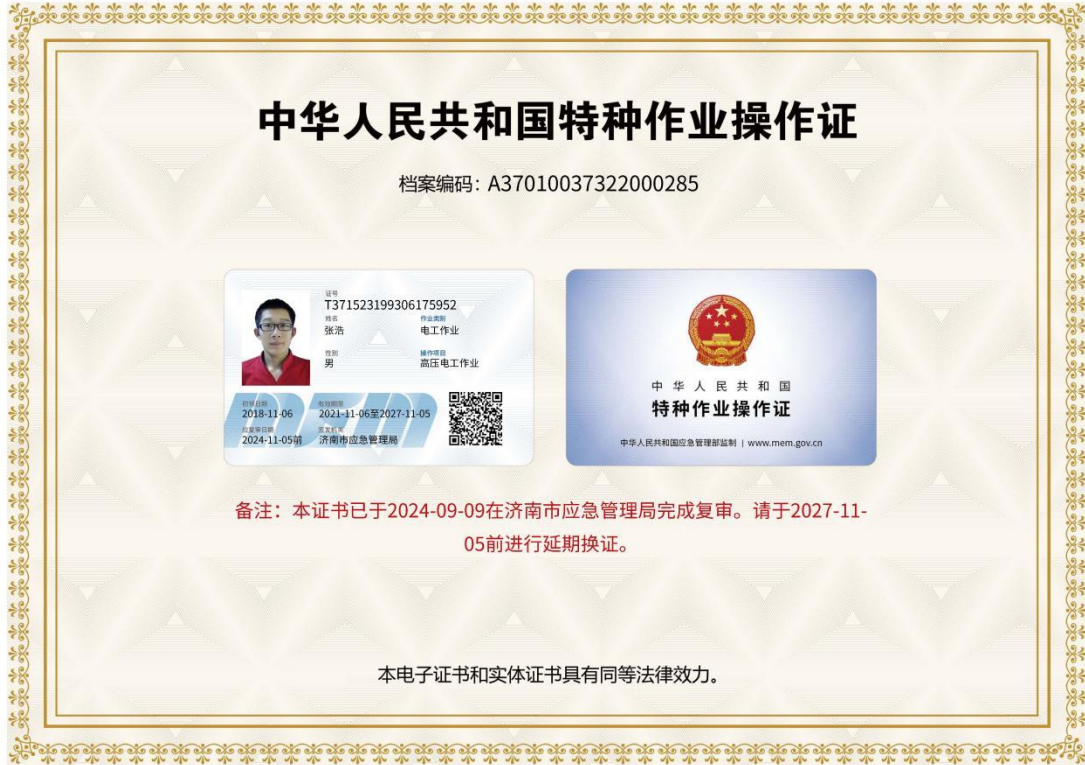 中华人民共和国特种作业操作证
档案编码：A37010037322000285
证号
T371523199306175952
姓名 作业类别
张浩 电工作业
性别 操作项目
男 高压电工作业
初领日期 有效期限
2018-11-06 2021-11-06至2027-11-05
应复审日期 签发机关
2024-11-05前 济南市应急管理局
中华人民共和国
特种作业操作证
中华人民共和国应急管理部监制 | www.mem.gov.cn
备注：本证书已于2024-09-09在济南市应急管理局完成复审。请于2027-11-
05前进行延期换证。
本电子证书和实体证书具有同等法律效力。